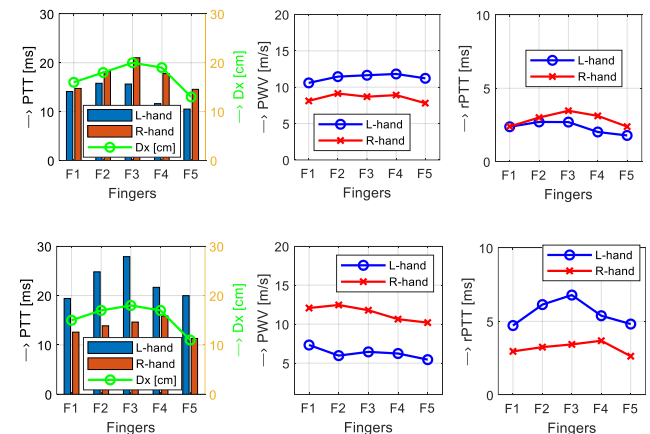 30
20
10
0
—> PTT [ms]
30
20
10
0
—> Dx [cm]
L-hand
R-hand
Dx [cm]
F1 F2 F3 F4 F5
Fingers
20
15
10
5
0
—> PWV [m/s]
L-hand
R-hand
F1 F2 F3 F4 F5
Fingers
10
5
0
—> rPTT
L-hand
R-hand
F1 F2 F3 F4 F5
Fingers
30
20
10
0
—> PTT [ms]
30
20
10
0
—> Dx [cm]
L-hand
R-hand
Dx [cm]
F1 F2 F3 F4 F5
Fingers
20
15
10
5
—> PWV [m/s]
L-hand
R-hand
F1 F2 F3 F4 F5
Fingers
10
5
0
—> rPTT
L-hand
R-hand
F1 F2 F3 F4 F5
Fingers